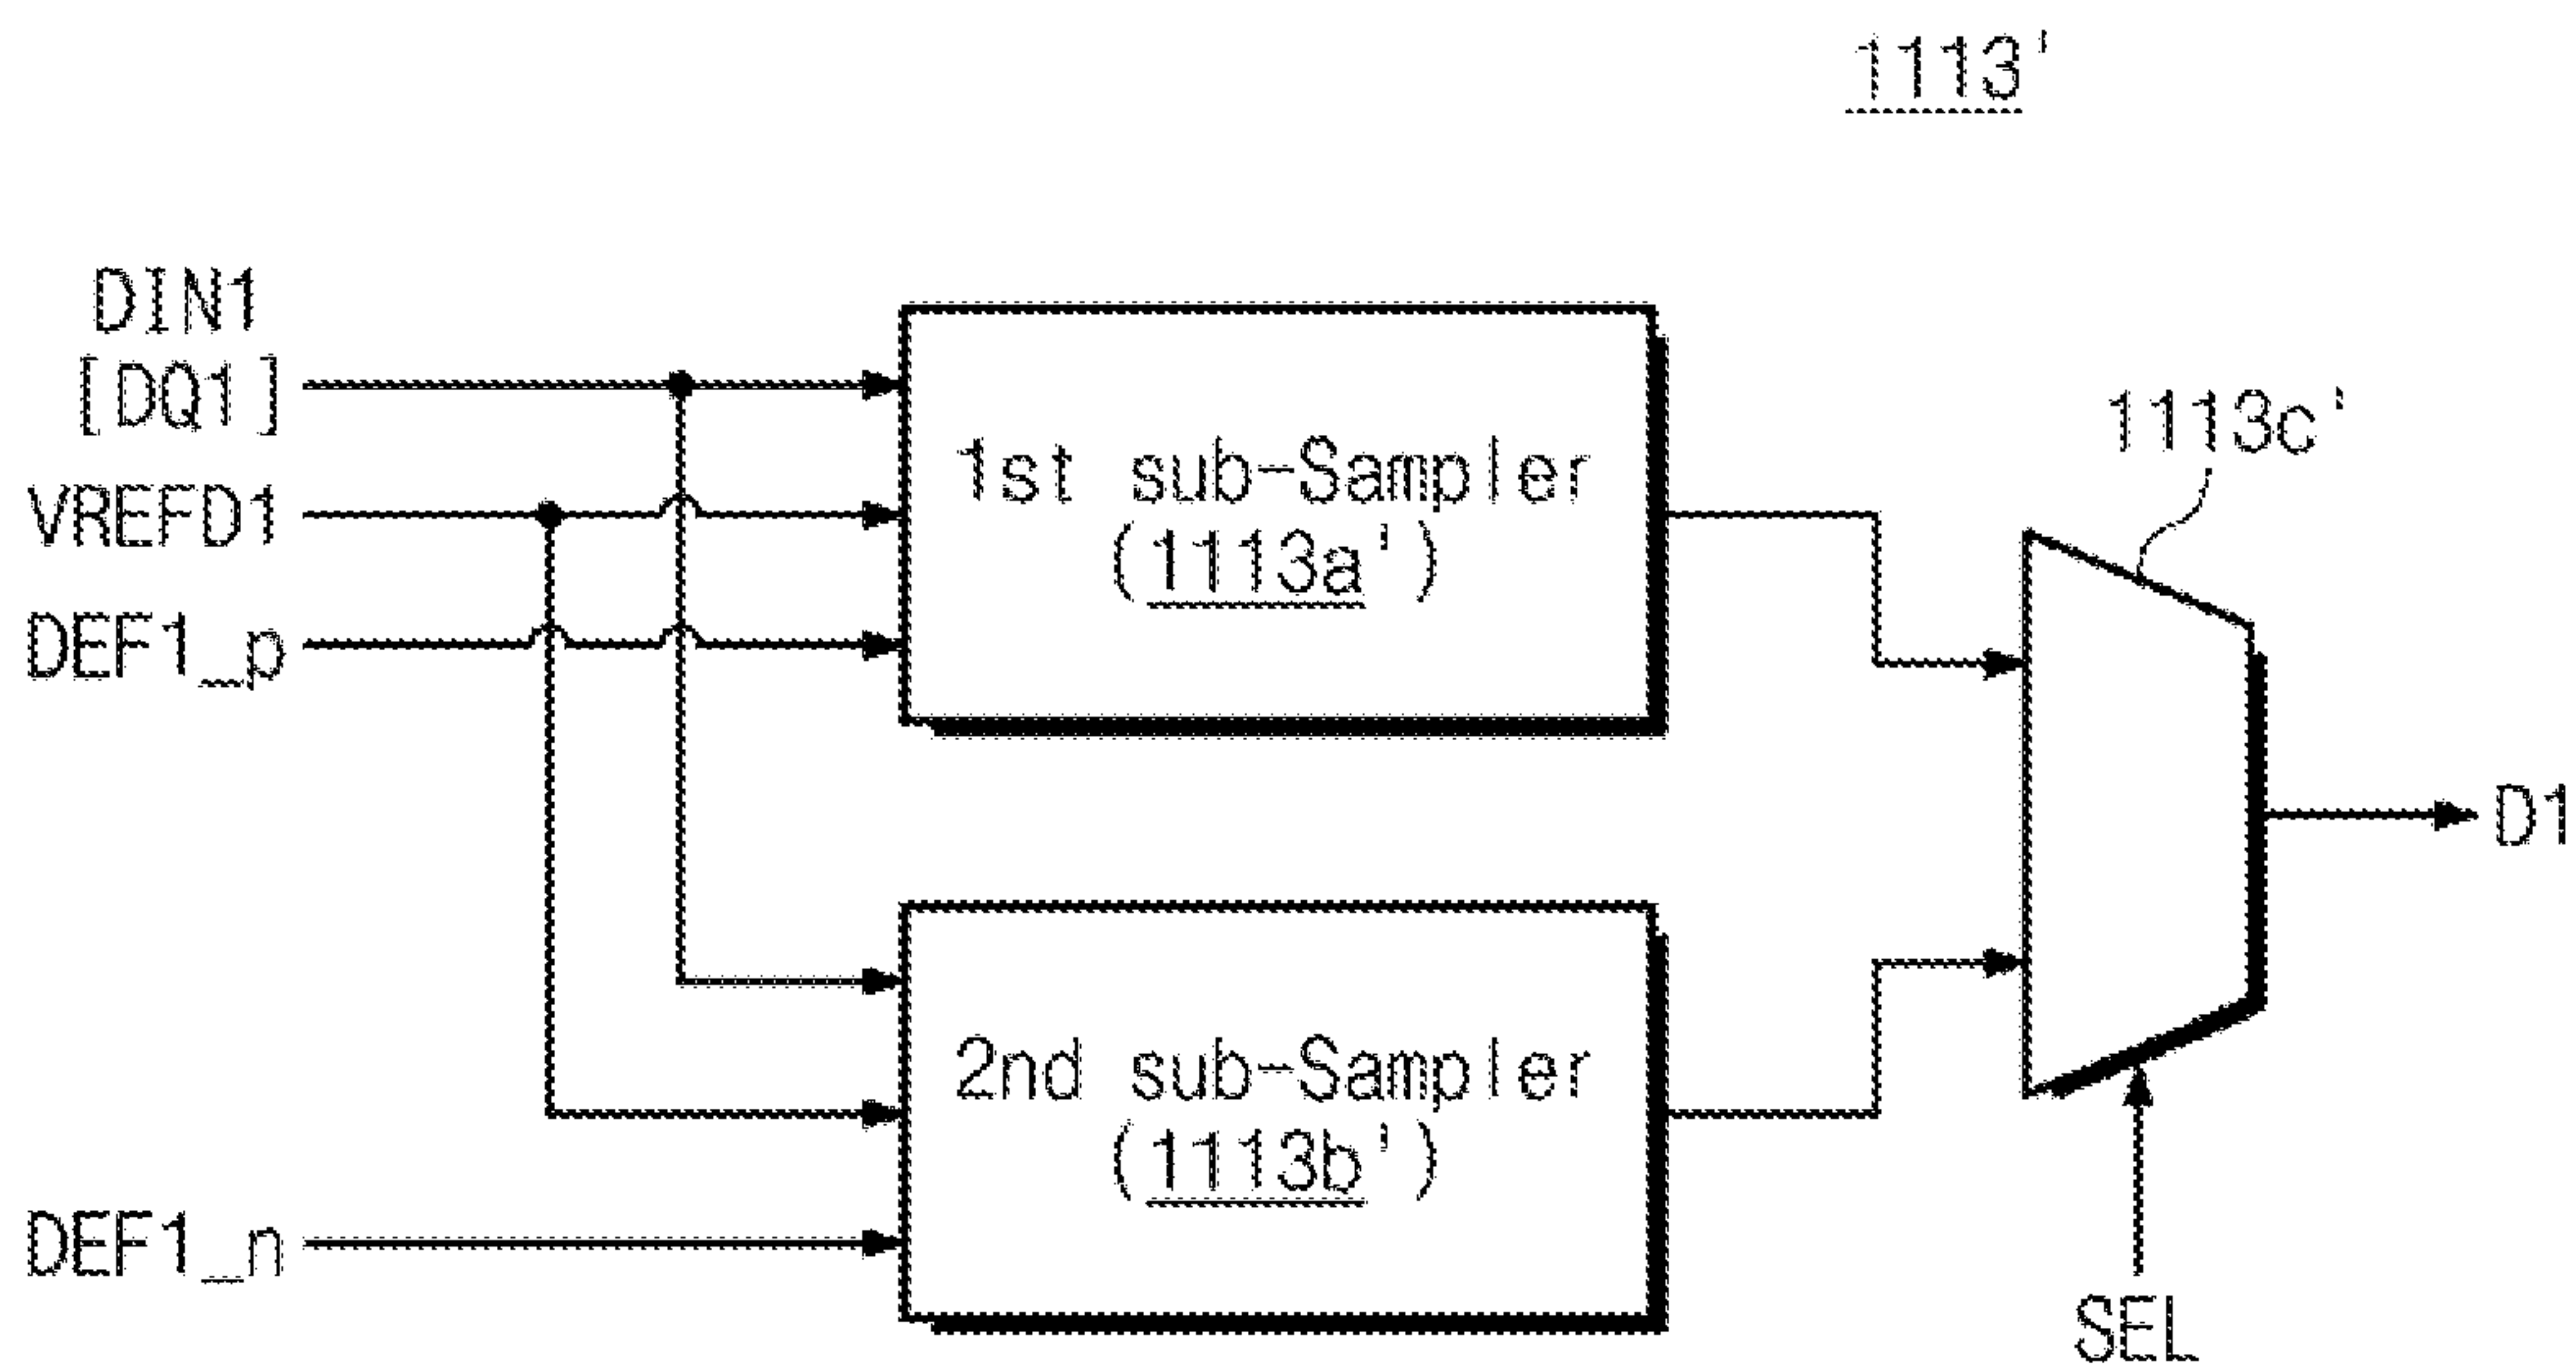 1113'
DIN1
[DQ1]
VREFD1
DEF1_p
1st sub-Sampler
(1113a')
1113c'
D1
2nd sub-Sampler
(1113b')
DEF1_n
SEL